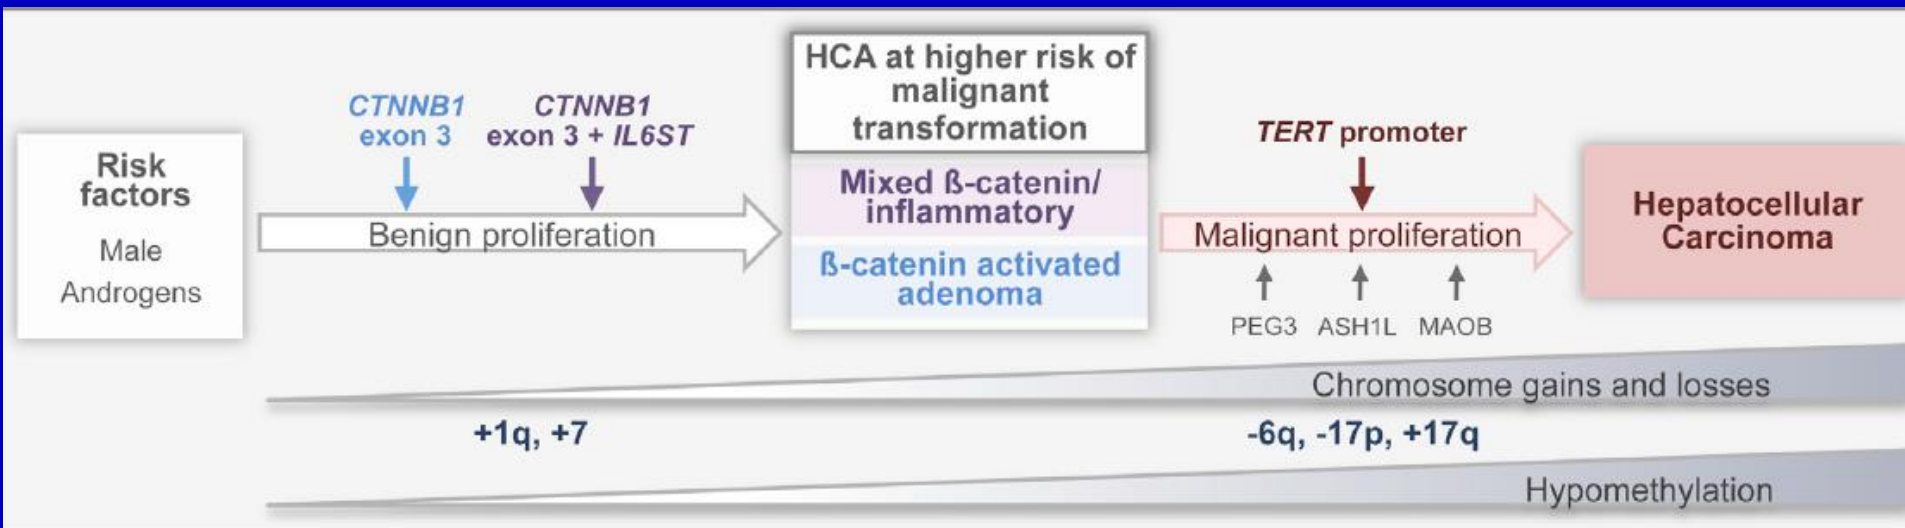 Risk
factors
Male
Androgens
CTNNB1
exon 3
CTNNB1
exon 3 + IL6ST
Benign proliferation
HCA at higher risk of
malignant
transformation
Mixed ß-catenin/
inflammatory
ß-catenin activated
adenoma
TERT promoter
Malignant proliferation
PEG3 ASH1L MAOB
Hepatocellular
Carcinoma
Chromosome gains and losses
+1q, +7
-6q, -17p, +17q
Hypomethylation